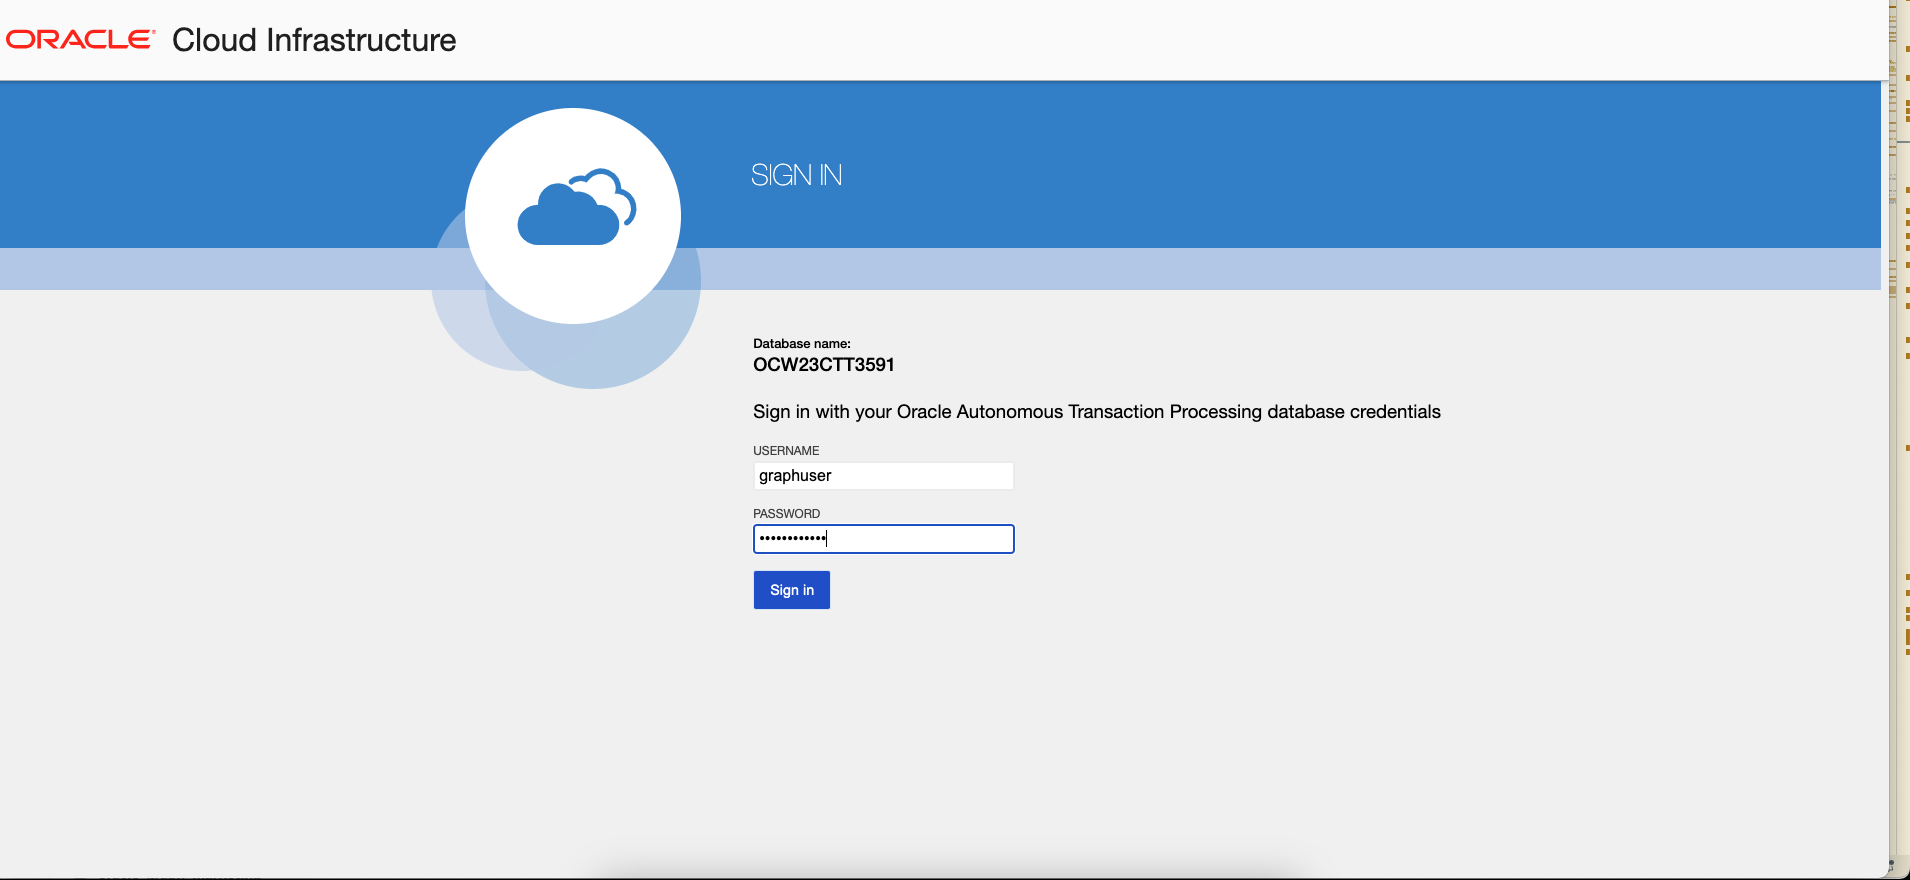 ORACLE® Cloud Infrastructure
SIGN IN
Database name:
OCW23CTT3591
Sign in with your Oracle Autonomous Transaction Processing database credentials
USERNAME
graphuser
PASSWORD
••••••••••••
Sign in